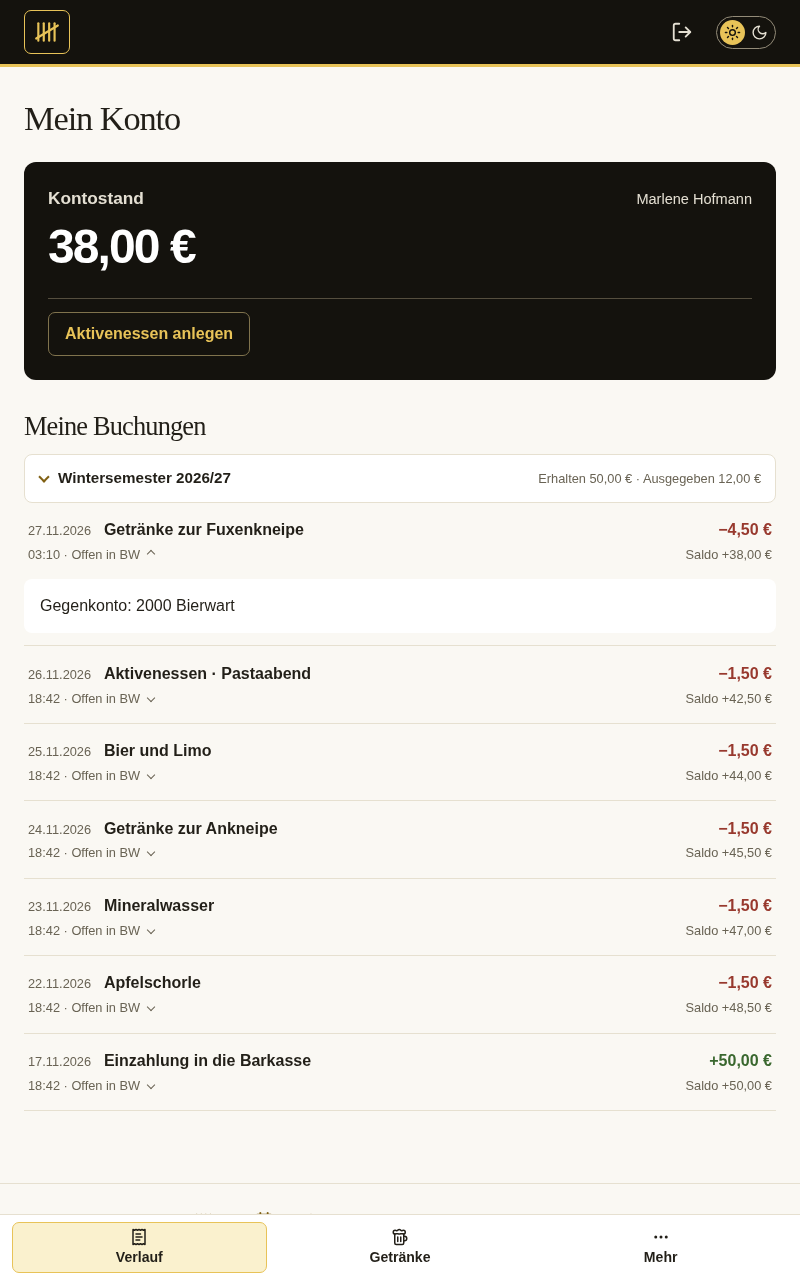 Mein Konto
Kontostand
Marlene Hofmann
38,00 €
Aktivenessen anlegen
Meine Buchungen
Wintersemester 2026/27
Erhalten 50,00 € · Ausgegeben 12,00 €
27.11.2026 Getränke zur Fuxenkneipe −4,50 €
03:10 · Offen in BW Saldo +38,00 €
Gegenkonto: 2000 Bierwart
26.11.2026 Aktivenessen · Pastaabend −1,50 €
18:42 · Offen in BW Saldo +42,50 €
25.11.2026 Bier und Limo −1,50 €
18:42 · Offen in BW Saldo +44,00 €
24.11.2026 Getränke zur Ankneipe −1,50 €
18:42 · Offen in BW Saldo +45,50 €
23.11.2026 Mineralwasser −1,50 €
18:42 · Offen in BW Saldo +47,00 €
22.11.2026 Apfelschorle −1,50 €
18:42 · Offen in BW Saldo +48,50 €
17.11.2026 Einzahlung in die Barkasse +50,00 €
18:42 · Offen in BW Saldo +50,00 €
Verlauf
Getränke
Mehr